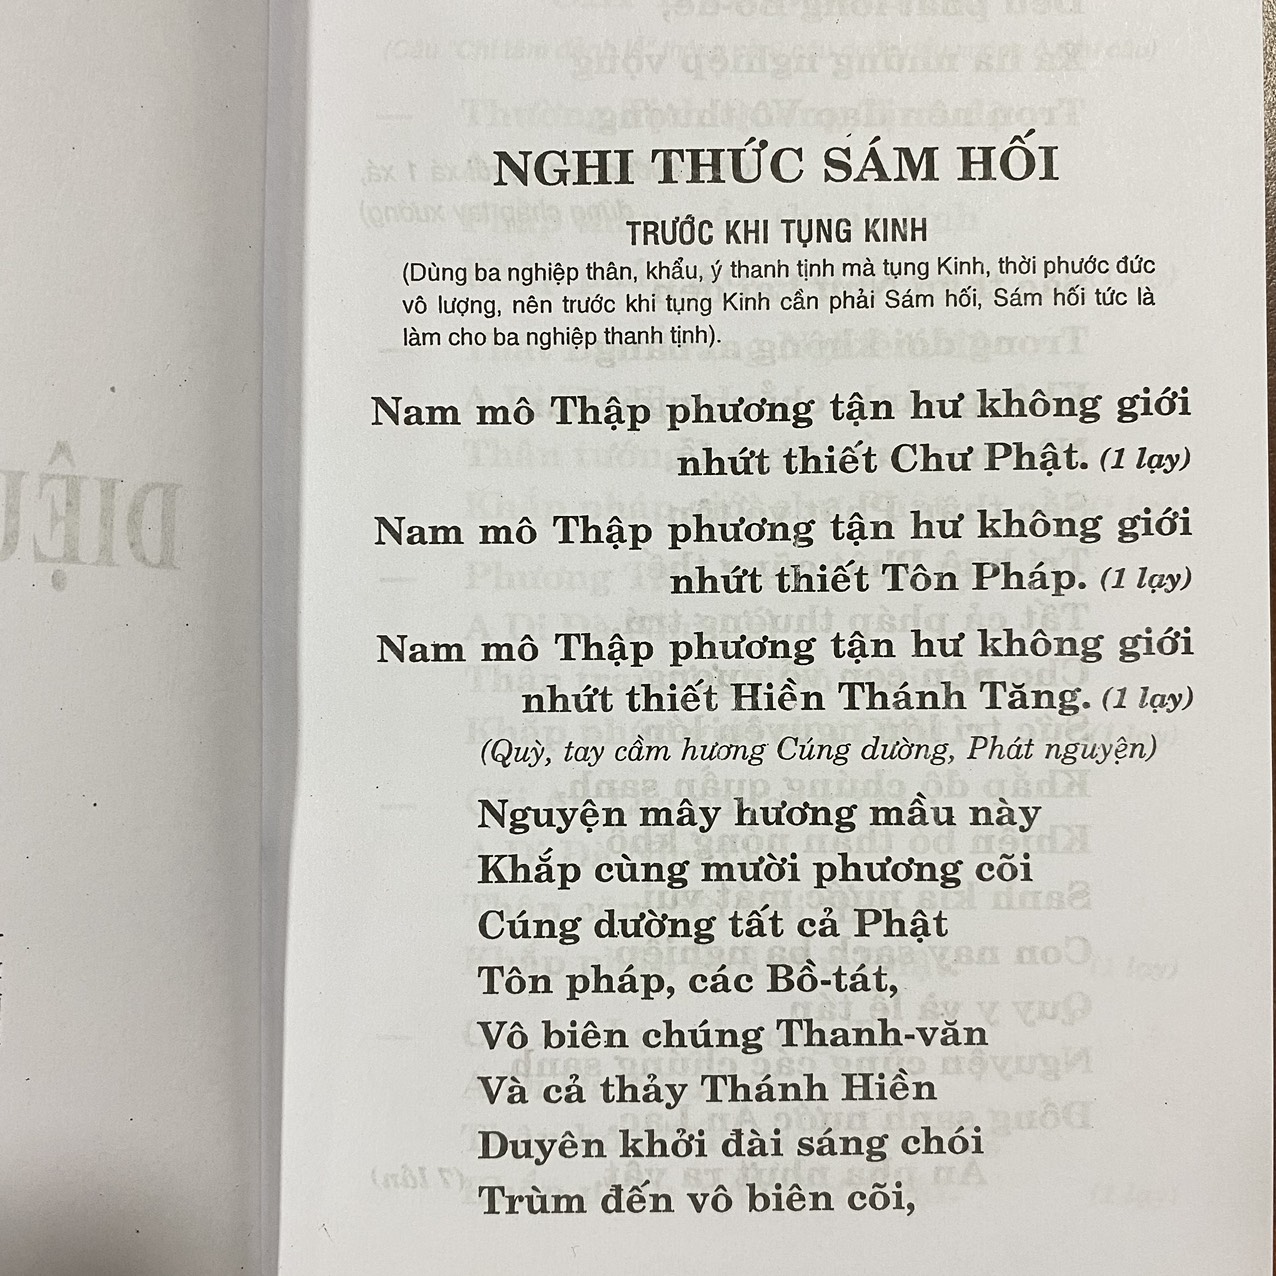 NGHI THỨC SÁM HỐI
TRƯỚC KHI TỤNG KINH
(Dùng ba nghiệp thân, khẩu, ý thanh tịnh mà tụng Kinh, thời phước đức
vô lượng, nên trước khi tụng Kinh cần phải Sám hối, Sám hối tức là
làm cho ba nghiệp thanh tịnh).
Nam mô Thập phương tận hư không giới
nhứt thiết Chư Phật. (1 lạy)
Nam mô Thập phương tận hư không giới
nhứt thiết Tôn Pháp. (1 lạy)
Nam mô Thập phương tận hư không giới
nhứt thiết Hiền Thánh Tăng. (1 lạy)
(Quỳ, tay cầm hương Cúng dường, Phát nguyện)
Nguyện mây hương mầu này
Khắp cùng mười phương cõi
Cúng dường tất cả Phật
Tôn pháp, các Bồ-tát,
Vô biên chúng Thanh-văn
Và cả thảy Thánh Hiền
Duyên khởi đài sáng chói
Trùm đến vô biên cõi,